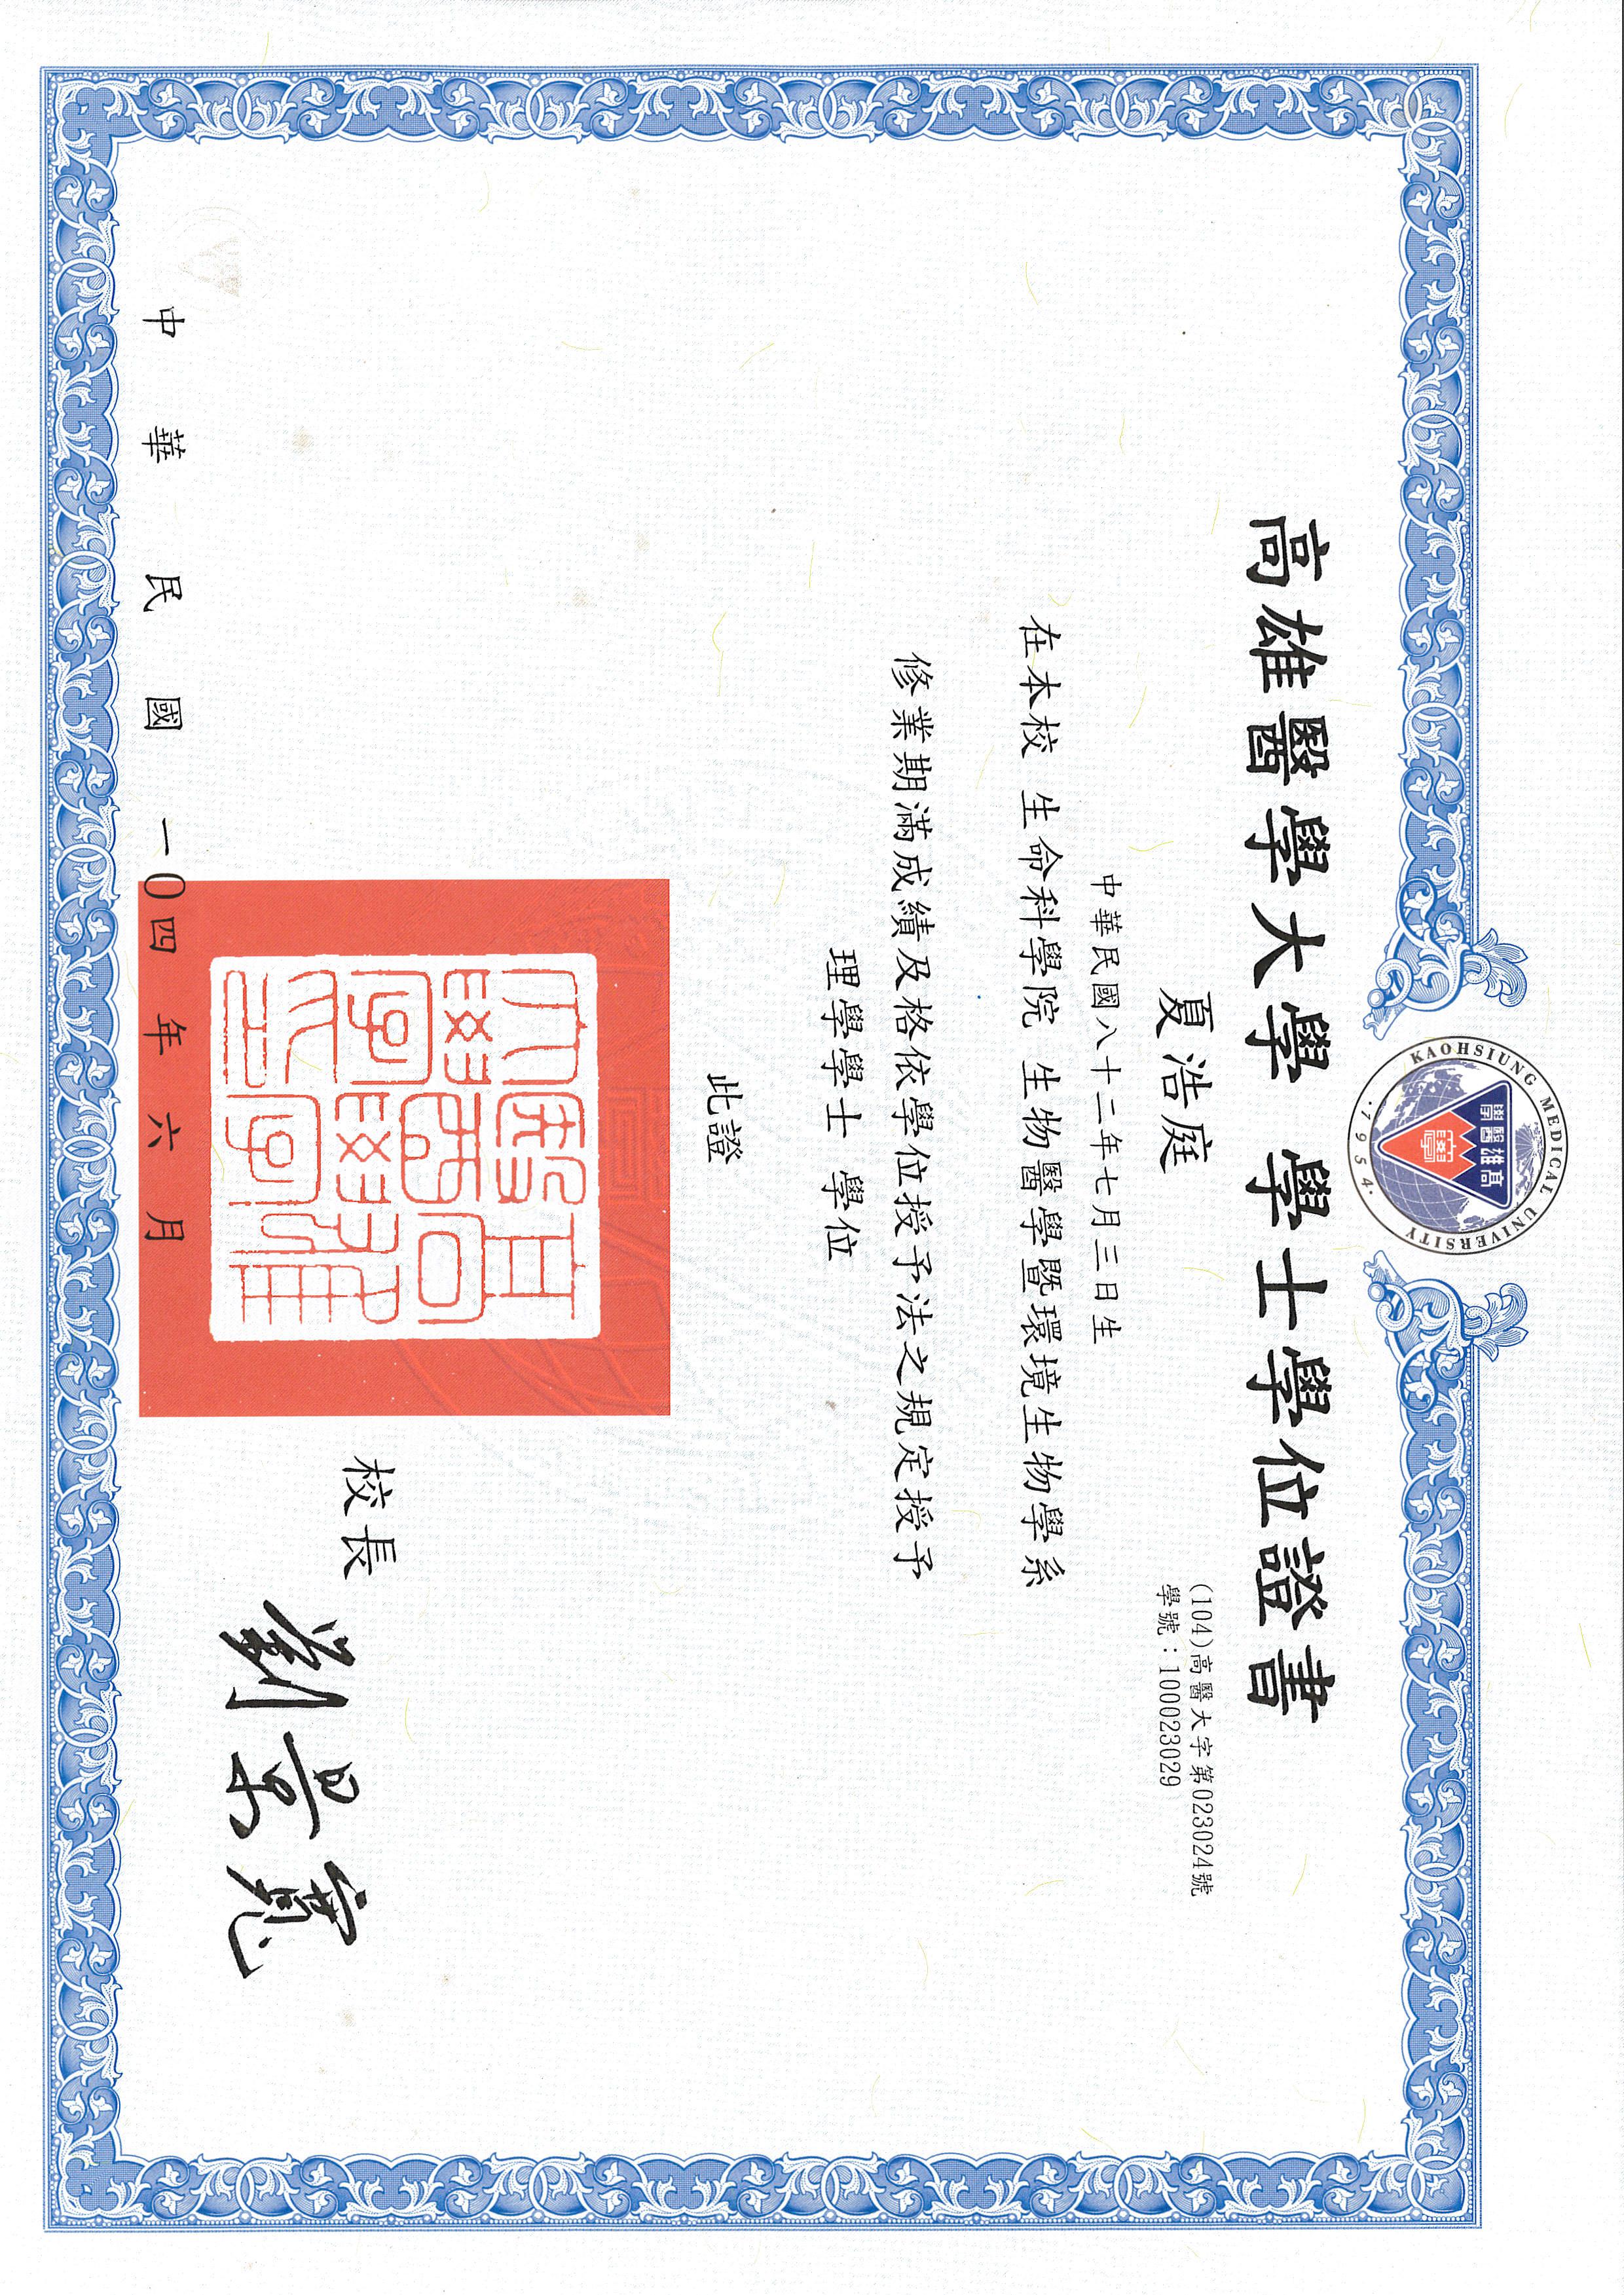 KAOHSIUNG MEDICAL UNIVERSITY
高雄醫學
學
·1954·
高雄醫學大學 學士學位證書
(104)高醫大字第023024號
學號：100023029
夏浩庭
中華民國八十二年七月三日生
在本校 生命科學院 生物醫學暨環境生物學系
修業期滿成績及格依學位授予法之規定授予
理學學士 學位
此證
校長 劉景寬
中華民國一0四年六月